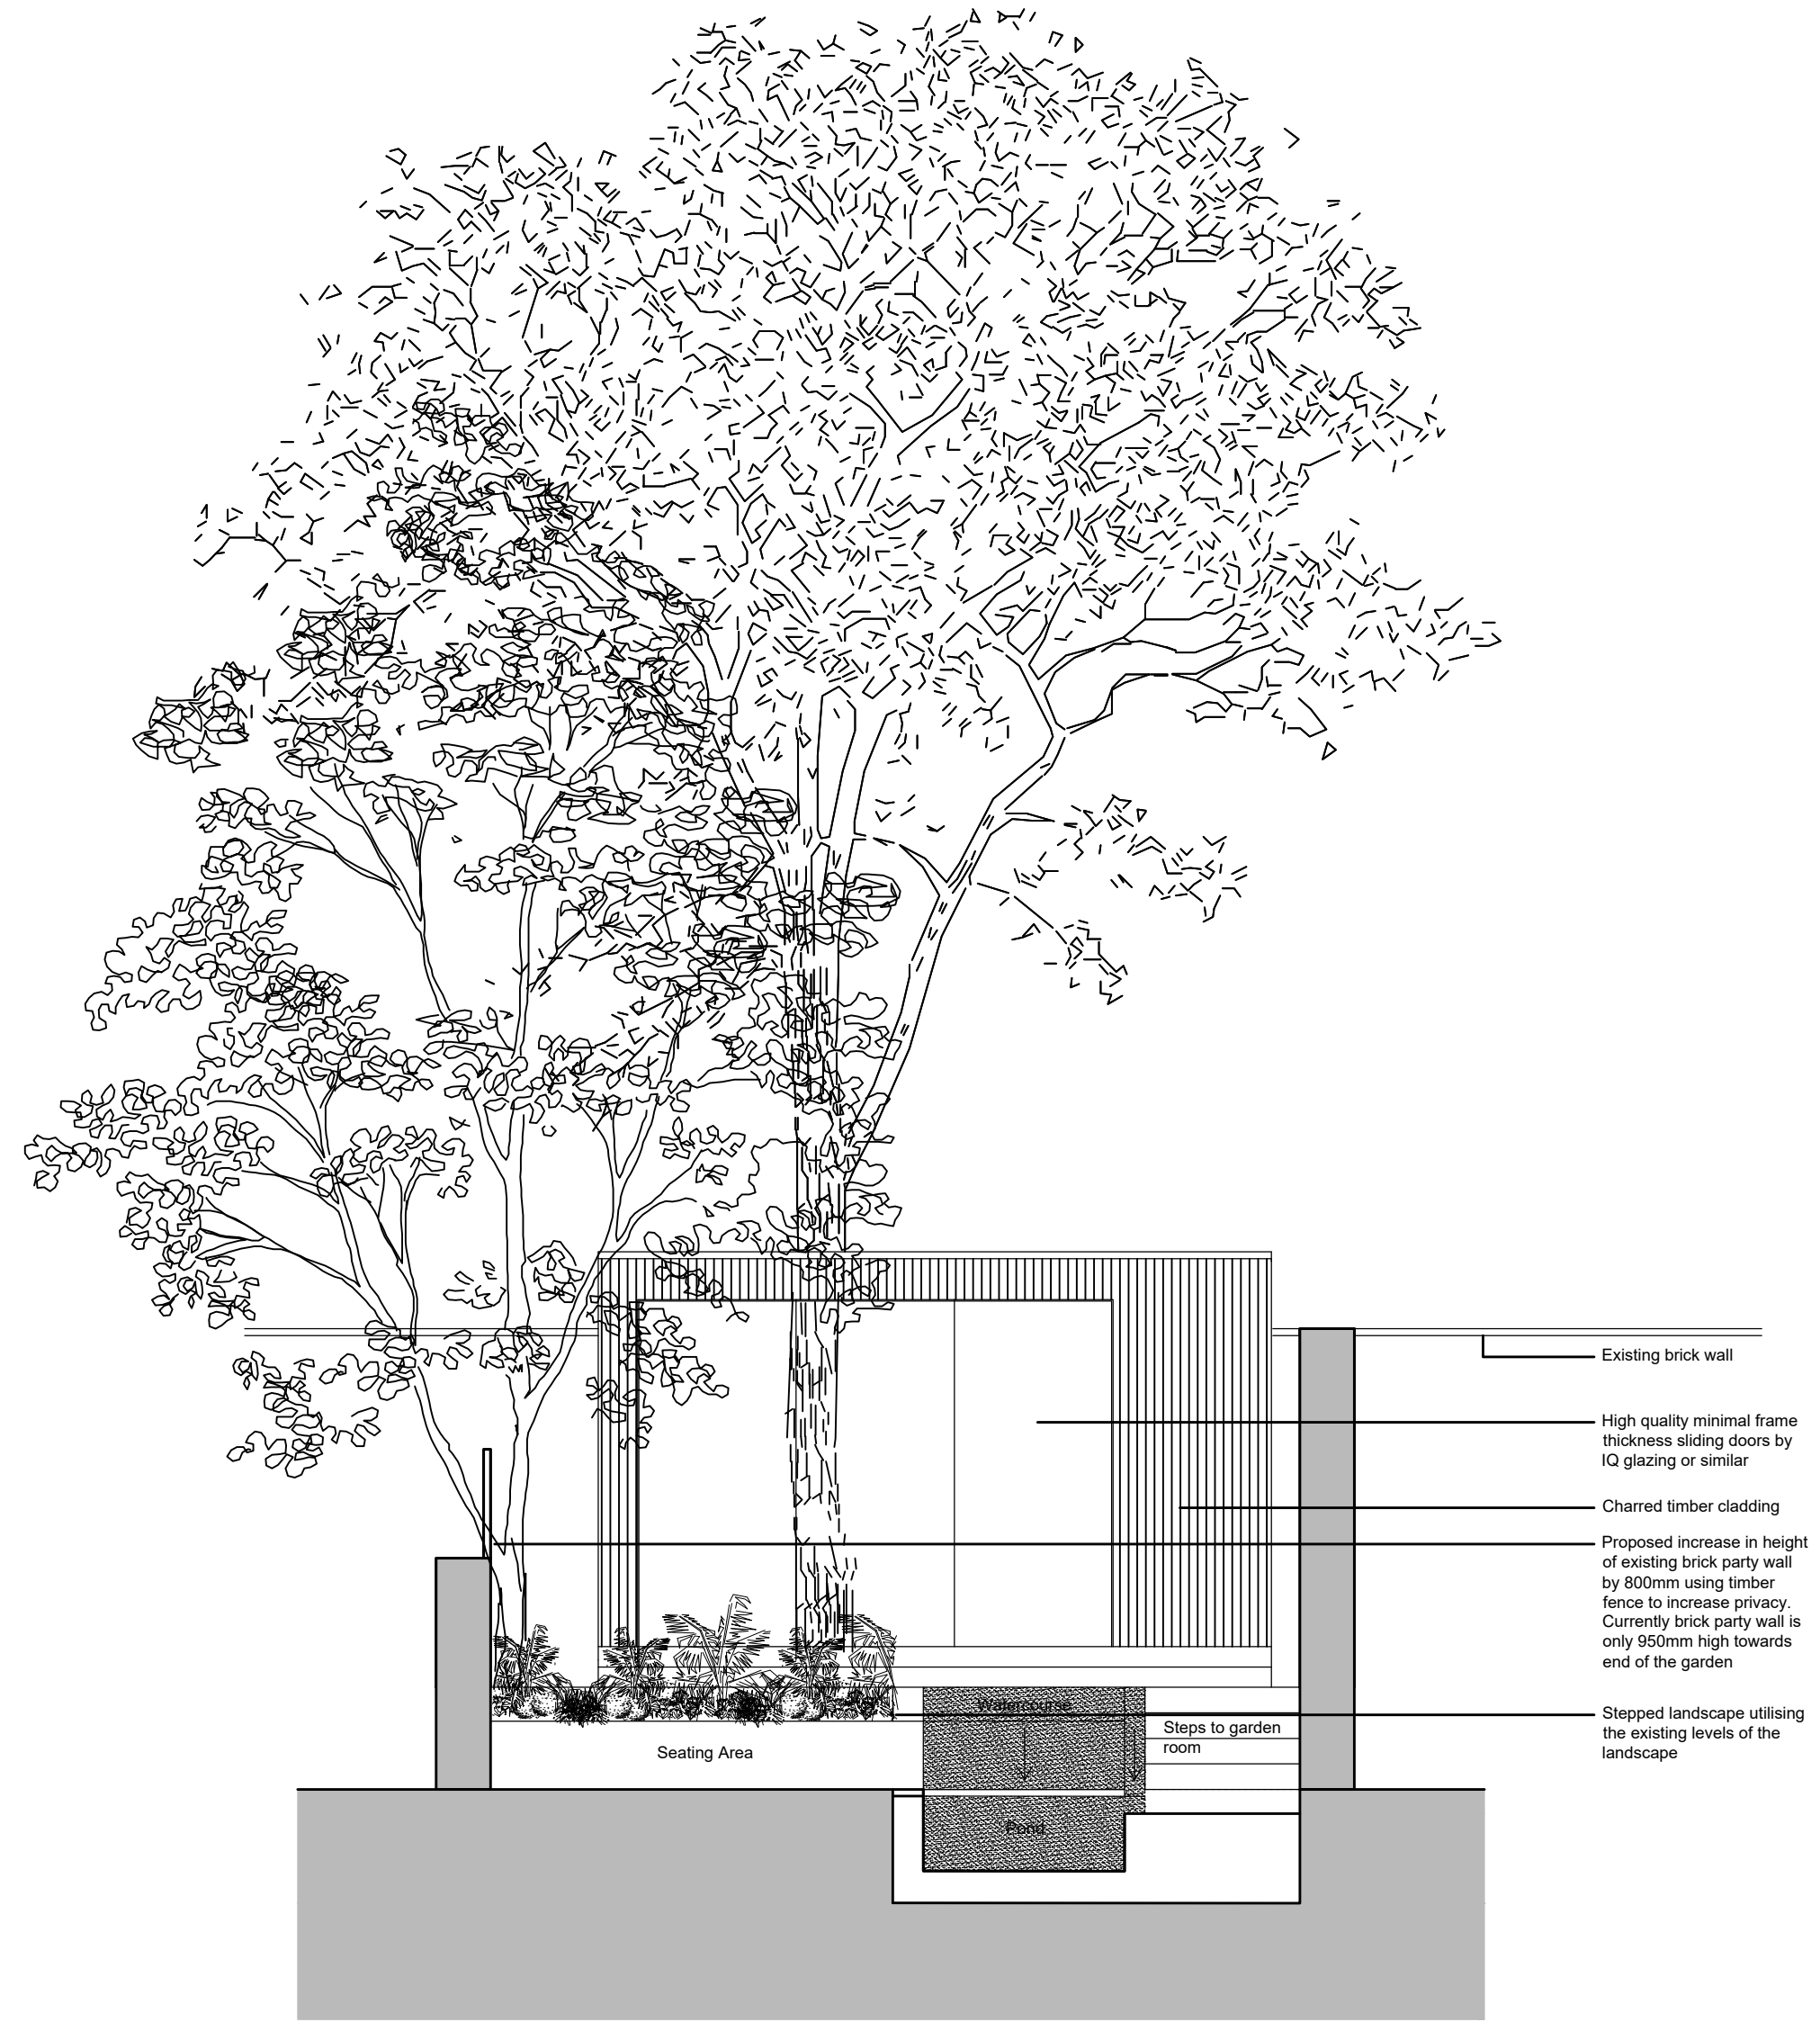 Existing brick wall
High quality minimal frame
thickness sliding doors by
IQ glazing or similar
Charred timber cladding
Proposed increase in height
of existing brick party wall
by 800mm using timber
fence to increase privacy.
Currently brick party wall is
only 950mm high towards
end of the garden
Stepped landscape utilising
the existing levels of the
landscape
Watercourse
Steps to garden
room
Seating Area
Pond